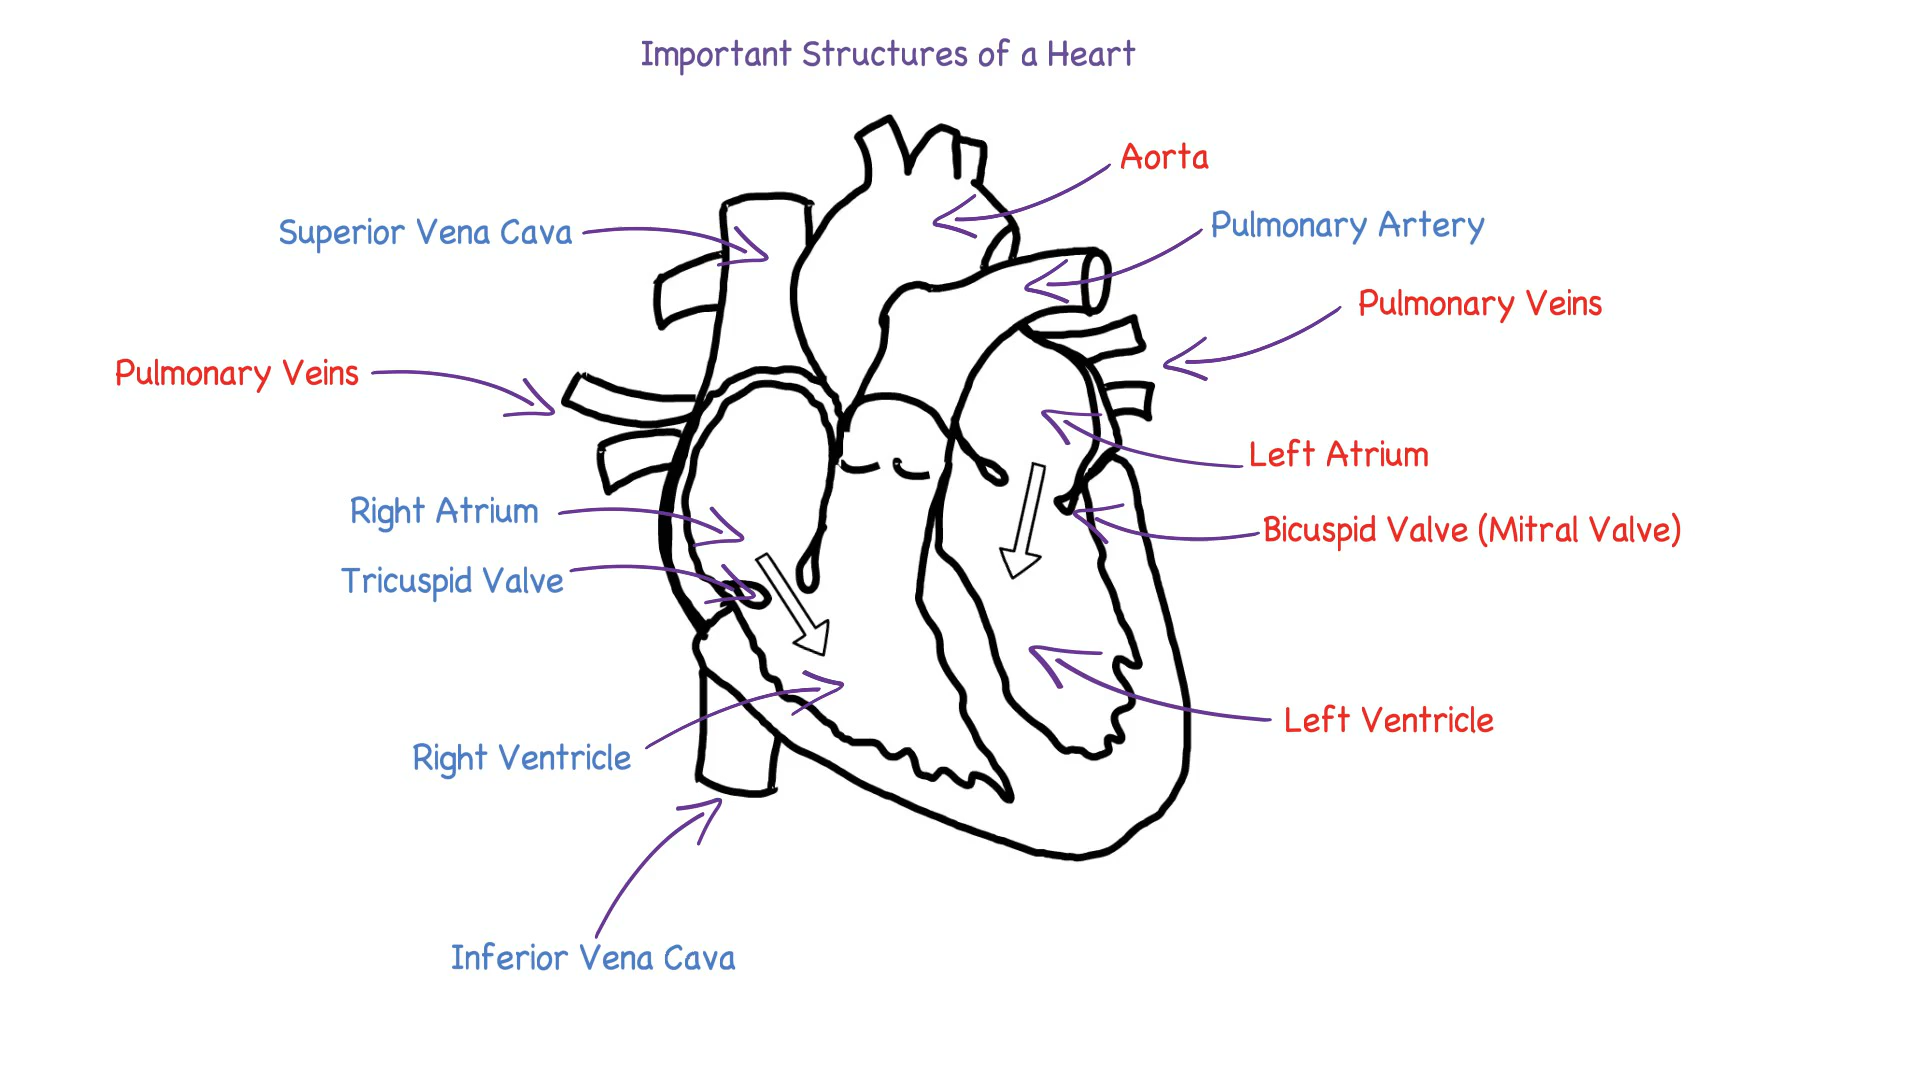 Important Structures of a Heart
Aorta
Superior Vena Cava
Pulmonary Artery
Pulmonary Veins
Pulmonary Veins
Left Atrium
Right Atrium
Bicuspid Valve (Mitral Valve)
Tricuspid Valve
Left Ventricle
Right Ventricle
Inferior Vena Cava